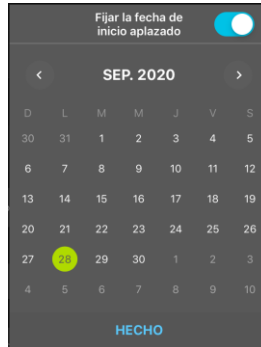 Fijar la fecha de
inicio aplazado
< SEP. 2020 >
D L M M J V S
30 31 1 2 3 4 5
6 7 8 9 10 11 12
13 14 15 16 17 18 19
20 21 22 23 24 25 26
27 28 29 30 1 2 3
4 5 6 7 8 9 10
HECHO